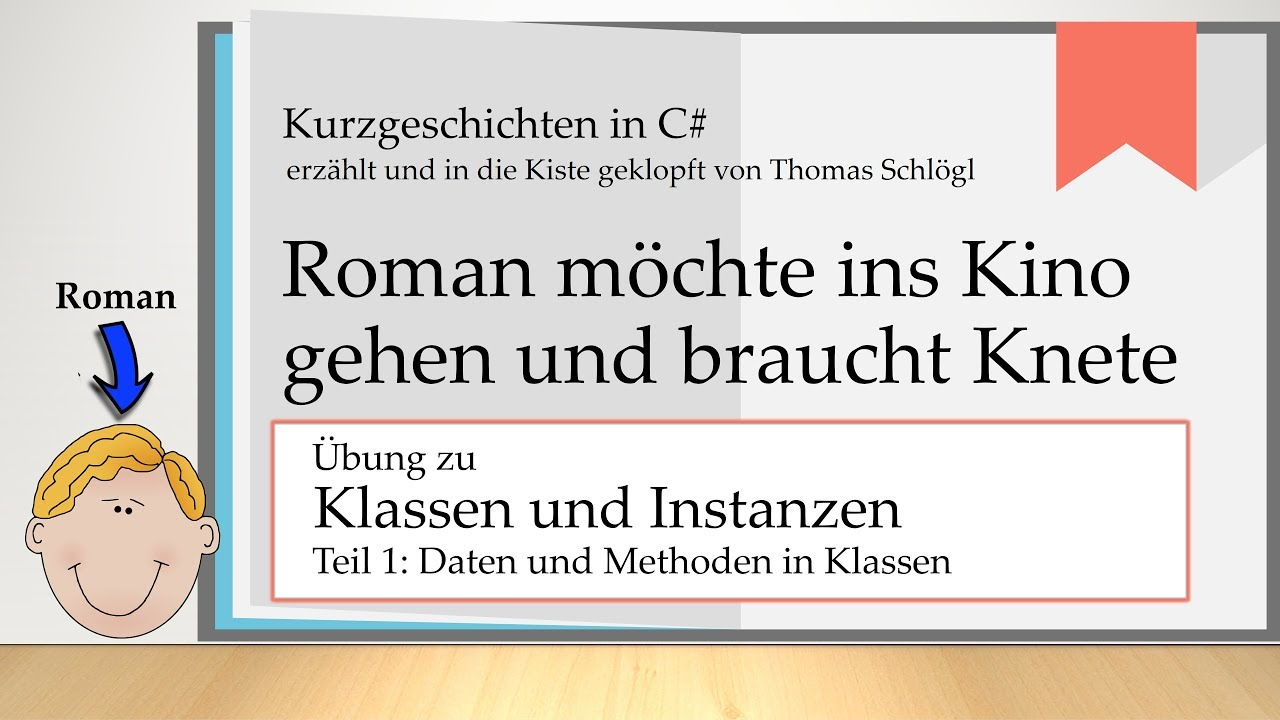 Kurzgeschichten in C#
erzählt und in die Kiste geklopft von Thomas Schlögl
Roman möchte ins Kino
gehen und braucht Knete
Roman
Übung zu
Klassen und Instanzen
Teil 1: Daten und Methoden in Klassen